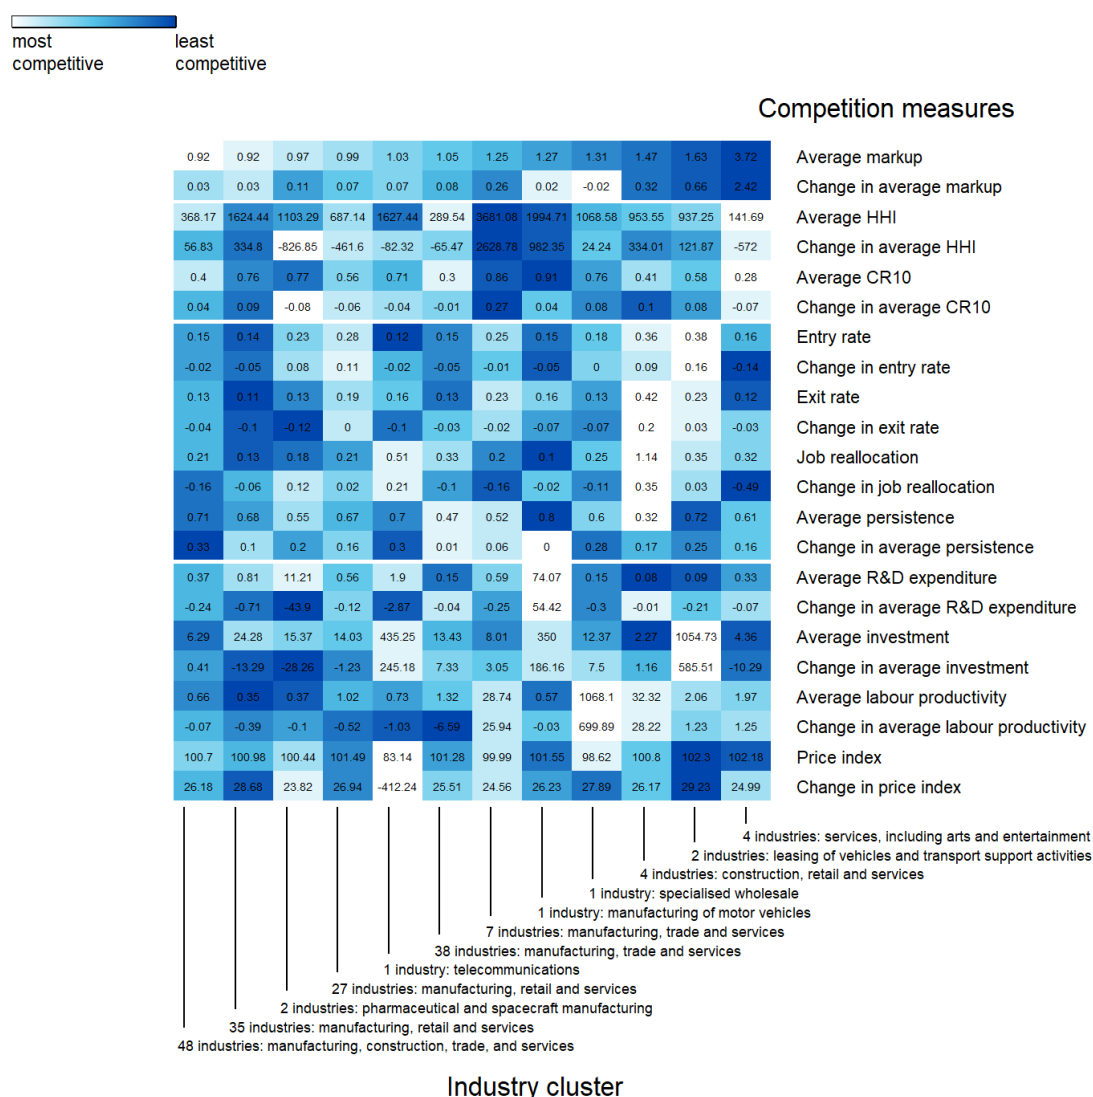 most least
competitive competitive
Competition measures
0.92 0.92 0.97 0.99 1.03 1.05 1.25 1.27 1.31 1.47 1.63 3.72 Average markup
0.03 0.03 0.11 0.07 0.07 0.08 0.26 0.02 -0.02 0.32 0.66 2.42 Change in average markup
368.17 1624.44 1103.29 687.14 1627.44 289.54 3681.08 1994.71 1068.58 953.55 937.25 141.69 Average HHI
56.83 334.8 -826.85 -461.6 -82.32 -65.47 2628.78 982.35 24.24 334.01 121.87 -572 Change in average HHI
0.4 0.76 0.77 0.56 0.71 0.3 0.86 0.91 0.76 0.41 0.58 0.28 Average CR10
0.04 0.09 -0.08 -0.06 -0.04 -0.01 0.27 0.04 0.08 0.1 0.08 -0.07 Change in average CR10
0.15 0.14 0.23 0.28 0.12 0.15 0.25 0.15 0.18 0.36 0.38 0.16 Entry rate
-0.02 -0.05 0.08 0.11 -0.02 -0.05 -0.01 -0.05 0 0.09 0.16 -0.14 Change in entry rate
0.13 0.11 0.13 0.19 0.16 0.13 0.23 0.16 0.13 0.42 0.23 0.12 Exit rate
-0.04 -0.1 -0.12 0 -0.1 -0.03 -0.02 -0.07 -0.07 0.2 0.03 -0.03 Change in exit rate
0.21 0.13 0.18 0.21 0.51 0.33 0.2 0.1 0.25 1.14 0.35 0.32 Job reallocation
-0.16 -0.06 0.12 0.02 0.21 -0.1 -0.16 -0.02 -0.11 0.35 0.03 -0.49 Change in job reallocation
0.71 0.68 0.55 0.67 0.7 0.47 0.52 0.8 0.6 0.32 0.72 0.61 Average persistence
0.33 0.1 0.2 0.16 0.3 0.01 0.06 0 0.28 0.17 0.25 0.16 Change in average persistence
0.37 0.81 11.21 0.56 1.9 0.15 0.59 74.07 0.15 0.08 0.09 0.33 Average R&D expenditure
-0.24 -0.71 -43.9 -0.12 -2.87 -0.04 -0.25 54.42 -0.3 -0.01 -0.21 -0.07 Change in average R&D expenditure
6.29 24.28 15.37 14.03 435.25 13.43 8.01 350 12.37 2.27 1054.73 4.36 Average investment
0.41 -13.29 -28.26 -1.23 245.18 7.33 3.05 186.16 7.5 1.16 585.51 -10.29 Change in average investment
0.66 0.35 0.37 1.02 0.73 1.32 28.74 0.57 1068.1 32.32 2.06 1.97 Average labour productivity
-0.07 -0.39 -0.1 -0.52 -1.03 -6.59 25.94 -0.03 699.89 28.22 1.23 1.25 Change in average labour productivity
100.7 100.98 100.44 101.49 83.14 101.28 99.99 101.55 98.62 100.8 102.3 102.18 Price index
26.18 28.68 23.82 26.94 -412.24 25.51 24.56 26.23 27.89 26.17 29.23 24.99 Change in price index
4 industries: services, including arts and entertainment
2 industries: leasing of vehicles and transport support activities
4 industries: construction, retail and services
1 industry: specialised wholesale
1 industry: manufacturing of motor vehicles
7 industries: manufacturing, trade and services
38 industries: manufacturing, trade and services
1 industry: telecommunications
27 industries: manufacturing, retail and services
2 industries: pharmaceutical and spacecraft manufacturing
35 industries: manufacturing, retail and services
48 industries: manufacturing, construction, trade, and services
Industry cluster